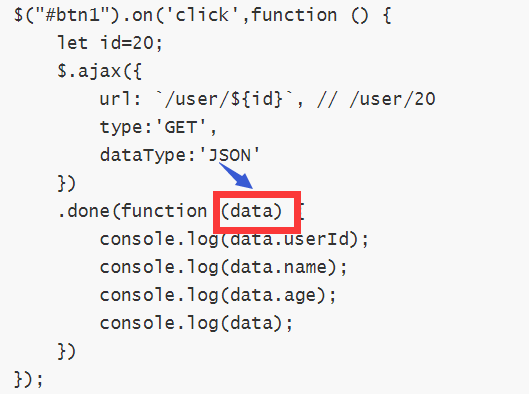 $("#btn1").on('click',function () {
    let id=20;
    $.ajax({
        url: `/user/${id}`, // /user/20
        type:'GET',
        dataType:'JSON'
    })
    .done(function (data) {
        console.log(data.userId);
        console.log(data.name);
        console.log(data.age);
        console.log(data);
    })
});